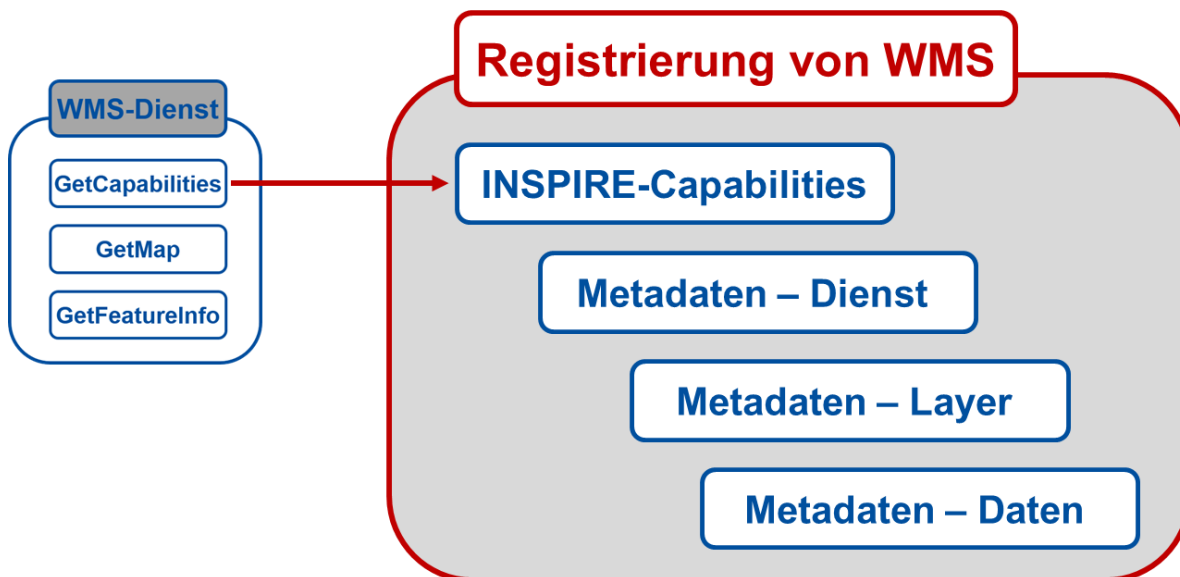 Registrierung von WMS
WMS-Dienst
GetCapabilities
GetMap
GetFeatureInfo
INSPIRE-Capabilities
Metadaten – Dienst
Metadaten – Layer
Metadaten – Daten